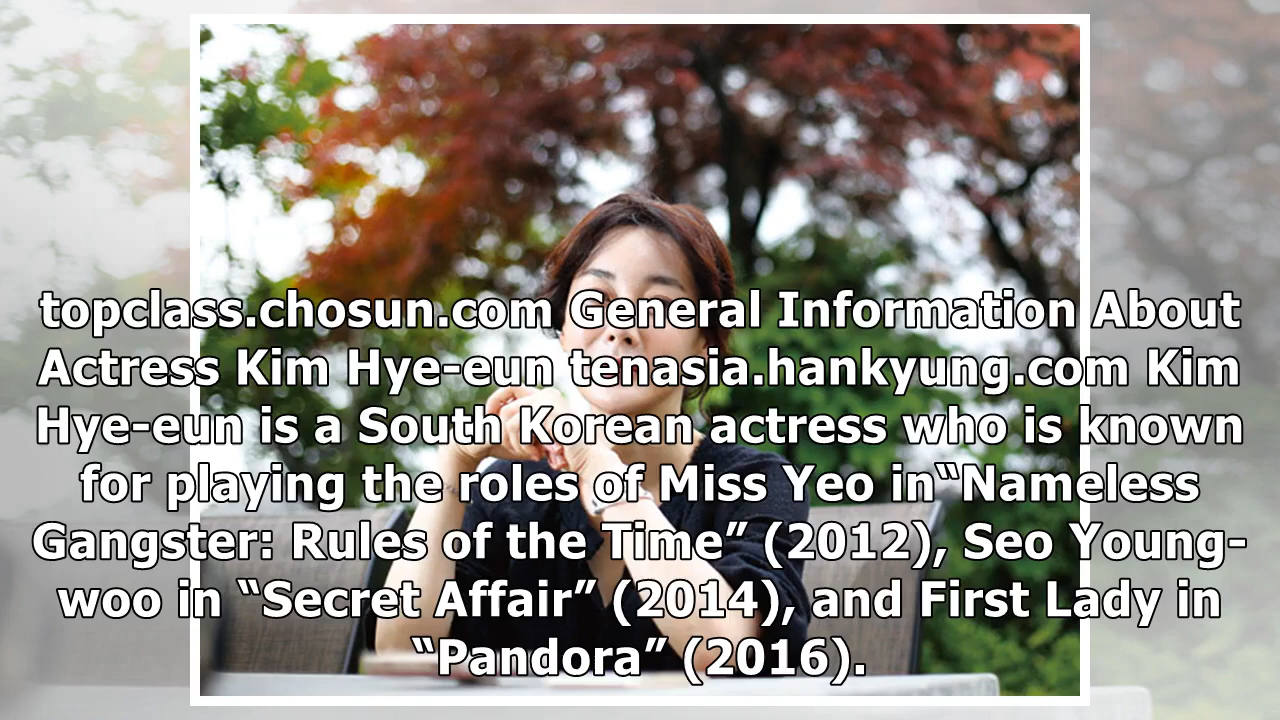 topclass.chosun.com General Information About
Actress Kim Hye-eun tenasia.hankyung.com Kim
Hye-eun is a South Korean actress who is known
for playing the roles of Miss Yeo in“Nameless
Gangster: Rules of the Time” (2012), Seo Young-
woo in “Secret Affair” (2014), and First Lady in
“Pandora” (2016).